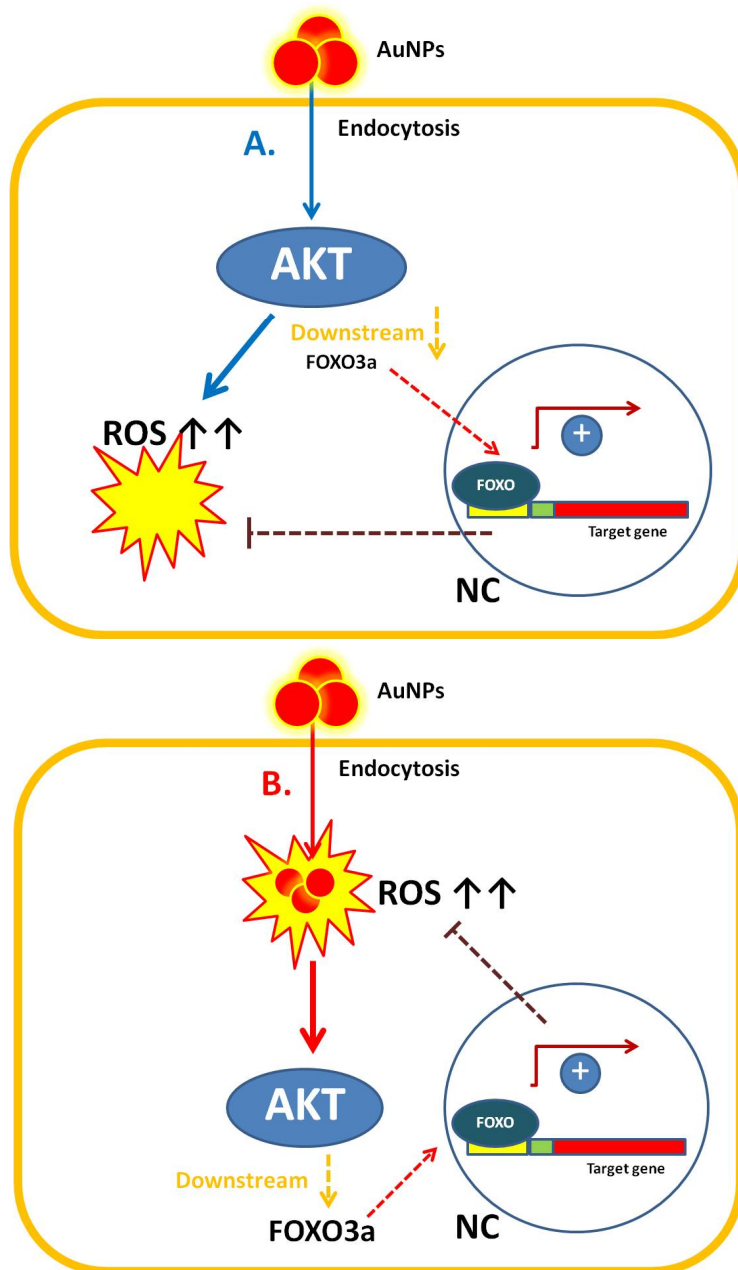 AuNPs
Endocytosis
A.
AKT
Downstream
FOXO3a
ROS ↑↑
+
FOXO
Target gene
NC
AuNPs
Endocytosis
B.
ROS ↑↑
AKT
+
FOXO
Downstream
Target gene
FOXO3a
NC